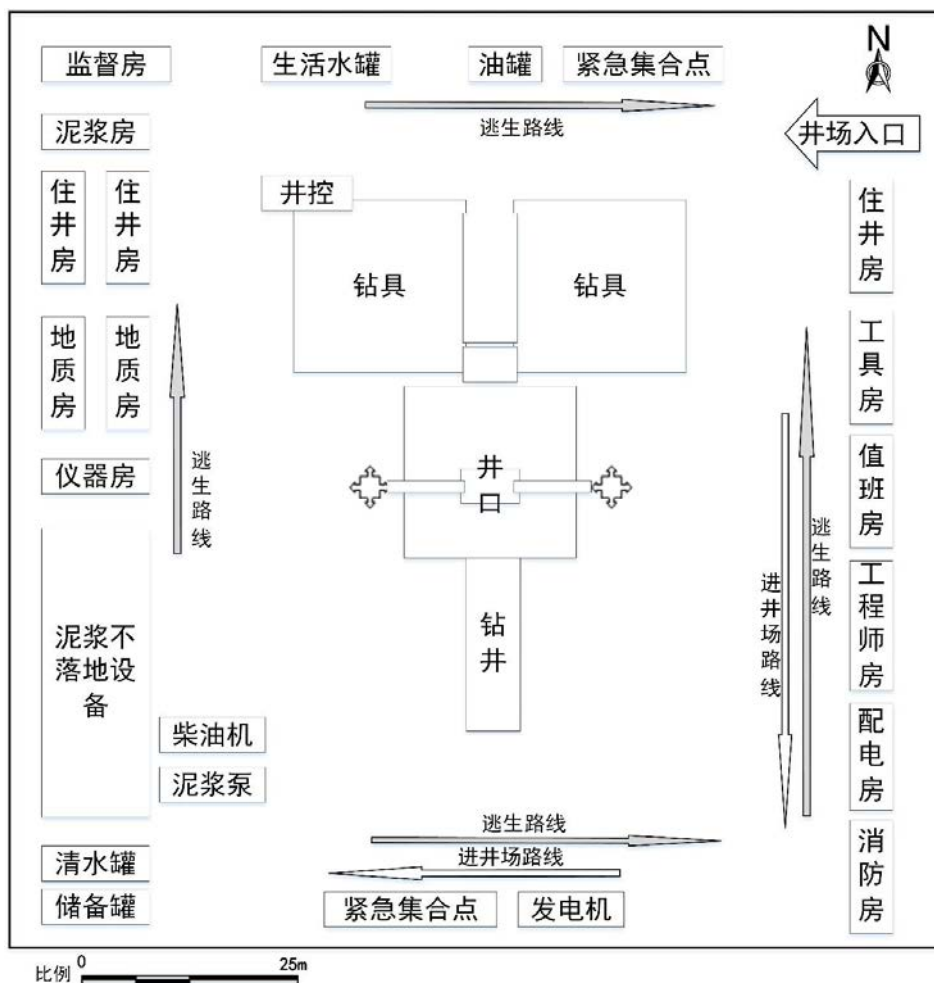 监督房
生活水罐
油罐
紧急集合点
N
逃生路线
泥浆房
井场入口
住井房
住井房
井控
住井房
钻具
钻具
地质房
地质房
工具房
逃生路线
仪器房
井口
值班房
逃生路线
进井场路线
泥浆不
落地设
备
钻井
工程师房
柴油机
配电房
泥浆泵
逃生路线
进井场路线
清水罐
消防房
储备罐
紧急集合点
发电机
比例
0
25m